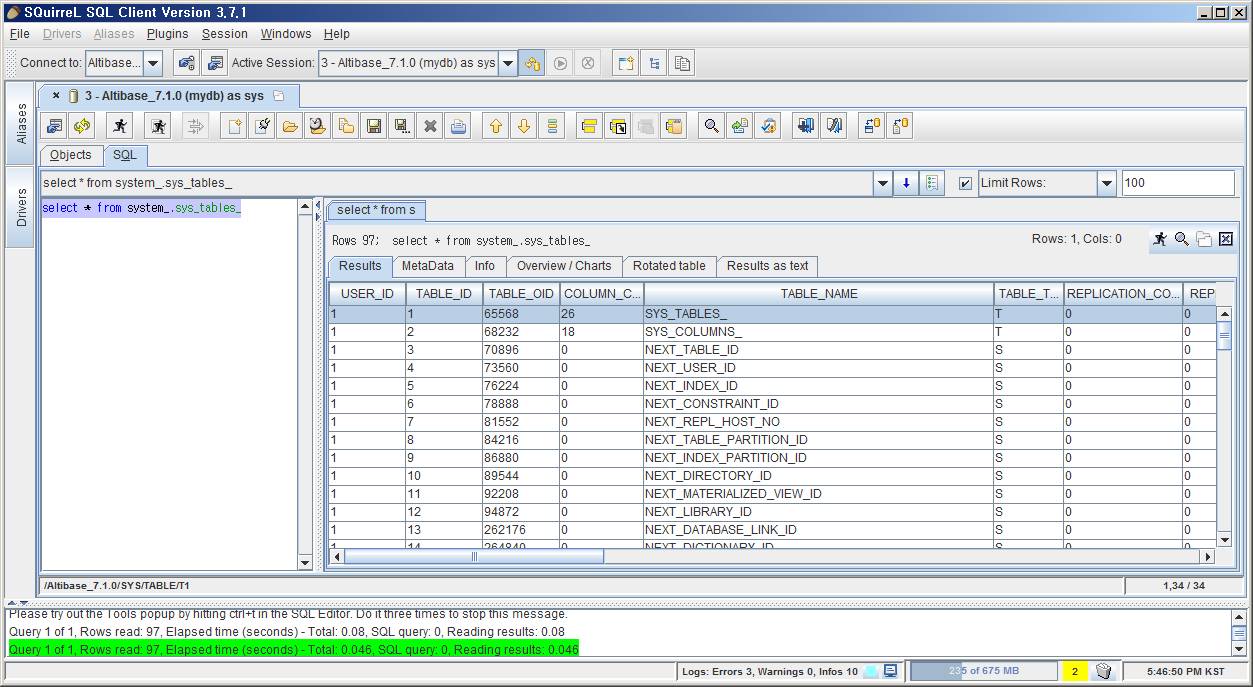 SQuirreL SQL Client Version 3.7.1
File Drivers Aliases Plugins Session Windows Help
Connect to: Altibase... Active Session: 3 - Altibase_7.1.0 (mydb) as sys
Aliases
Drivers
3 - Altibase_7.1.0 (mydb) as sys
Objects SQL
select * from system_.sys_tables_ Limit Rows: 100
select * from system_.sys_tables_
select * from s
Rows 97; select * from system_.sys_tables_ Rows: 1, Cols: 0
Results MetaData Info Overview / Charts Rotated table Results as text
USER_ID TABLE_ID TABLE_OID COLUMN_C... TABLE_NAME TABLE_T... REPLICATION_CO... REP
1 1 65568 26 SYS_TABLES_ T 0 0
1 2 68232 18 SYS_COLUMNS_ T 0 0
1 3 70896 0 NEXT_TABLE_ID S 0 0
1 4 73560 0 NEXT_USER_ID S 0 0
1 5 76224 0 NEXT_INDEX_ID S 0 0
1 6 78888 0 NEXT_CONSTRAINT_ID S 0 0
1 7 81552 0 NEXT_REPL_HOST_NO S 0 0
1 8 84216 0 NEXT_TABLE_PARTITION_ID S 0 0
1 9 86880 0 NEXT_INDEX_PARTITION_ID S 0 0
1 10 89544 0 NEXT_DIRECTORY_ID S 0 0
1 11 92208 0 NEXT_MATERIALIZED_VIEW_ID S 0 0
1 12 94872 0 NEXT_LIBRARY_ID S 0 0
1 13 262176 0 NEXT_DATABASE_LINK_ID S 0 0
1 14 264840 0 NEXT_DICTIONARY_ID S 0 0
/Altibase_7.1.0/SYS/TABLE/T1 1,34 / 34
Please try out the Tools popup by hitting ctrl+t in the SQL Editor. Do it three times to stop this message.
Query 1 of 1, Rows read: 97, Elapsed time (seconds) - Total: 0.08, SQL query: 0, Reading results: 0.08
Query 1 of 1, Rows read: 97, Elapsed time (seconds) - Total: 0.046, SQL query: 0, Reading results: 0.046
Logs: Errors 3, Warnings 0, Infos 10 235 of 675 MB 2 5:46:50 PM KST